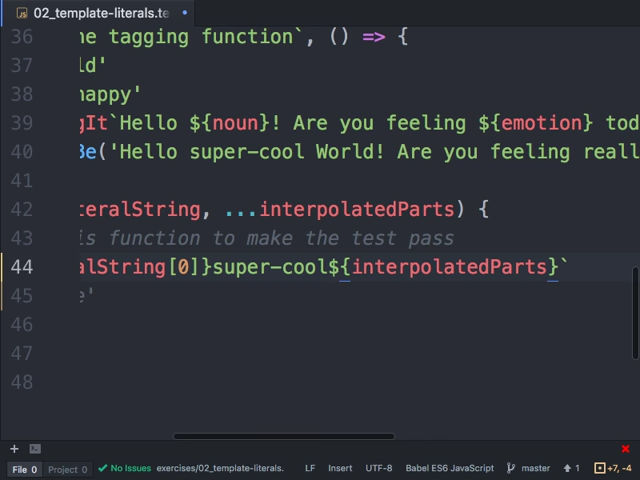 02_template-literals.te
36 ne tagging function`, () => {
37 ld'
38 happy'
39 gIt`Hello ${noun}! Are you feeling ${emotion} tod
40 Be('Hello super-cool World! Are you feeling reall
41
42 teralString, ...interpolatedParts) {
43 is function to make the test pass
44 alString[0]}super-cool${interpolatedParts}`
45 e'
46
47
48
File 0 Project 0 No Issues exercises/02_template-literals. LF Insert UTF-8 Babel ES6 JavaScript master 1 +7, -4